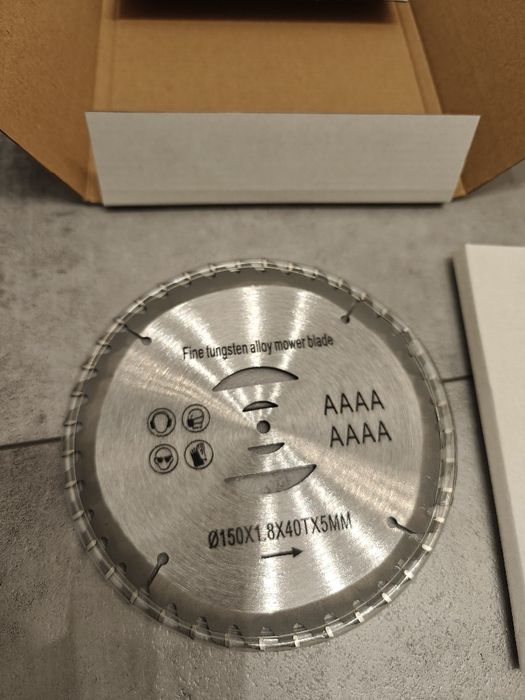 Fine tungsten alloy mower blade
AAAA
AAAA
Ø150X1.8X40TX5MM